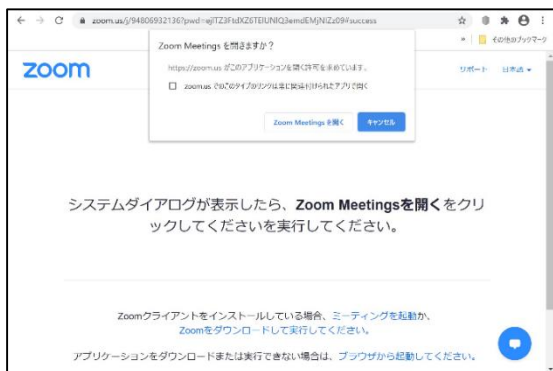 zoom.us/j/94806932136?pwd=
Zoom Meetings を開きますか?
https://zoom.us がこのアプリケーションを開く許可を求めています。
zoom.us でのこのタイプのリンクは常に関連付けられたアプリで開く
Zoom Meetings を開く
キャンセル
その他のブックマーク
zoom
サポート
日本語
システムダイアログが表示したら、Zoom Meetingsを開くをクリ
ックしてくださいを実行してください。
Zoomクライアントをインストールしている場合、ミーティングを起動か、
Zoomをダウンロードして実行してください。
アプリケーションをダウンロードまたは実行できない場合は、ブラウザから起動してください。